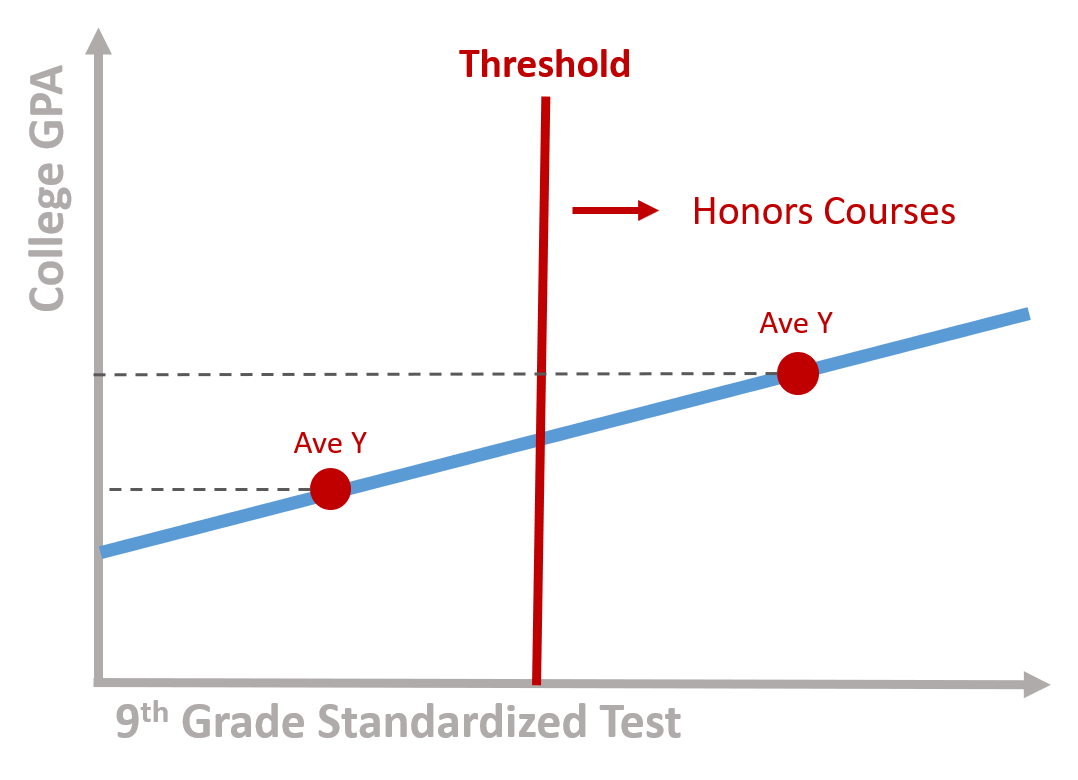 Threshold
College GPA
Honors Courses
Ave Y
Ave Y
9th Grade Standardized Test